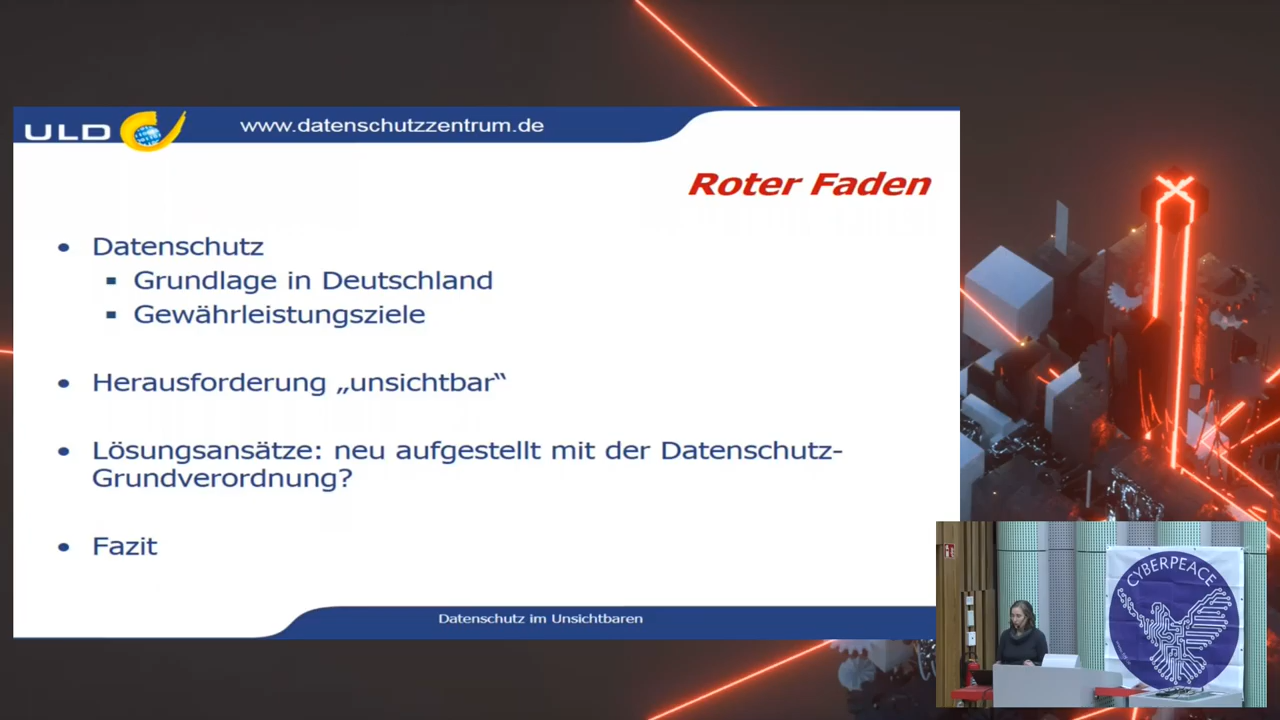 ULD
www.datenschutzzentrum.de
Roter Faden
• Datenschutz
▪ Grundlage in Deutschland
▪ Gewährleistungsziele
• Herausforderung „unsichtbar“
• Lösungsansätze: neu aufgestellt mit der Datenschutz-
Grundverordnung?
• Fazit
Datenschutz im Unsichtbaren
CYBERPEACE